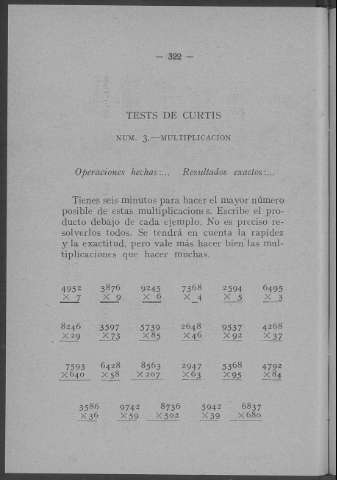 — 322 —
TESTS DE CURTIS
NUM. 3.—MULTIPLICACION
Operaciones hechas:... Resultados exactos:...
Tienes seis minutos para hacer el mayor número
posible de estas multiplicaciones. Escribe el pro-
ducto debajo de cada ejemplo. No es preciso re-
solverlos todos. Se tendrá en cuenta la rapidez
y la exactitud, pero vale más hacer bien las mul-
tiplicaciones que hacer muchas.
4952 3876 9245 7368 2594 6495
× 7 × 9 × 6 × 4 × 5 × 3
8246 3597 5739 2648 9537 4268
×29 ×73 ×85 ×46 ×92 ×37
7593 6428 8563 2947 5368 4792
×640 ×58 ×207 ×63 ×95 ×84
3586 9742 8736 5942 6837
×36 ×59 ×502 ×39 ×680